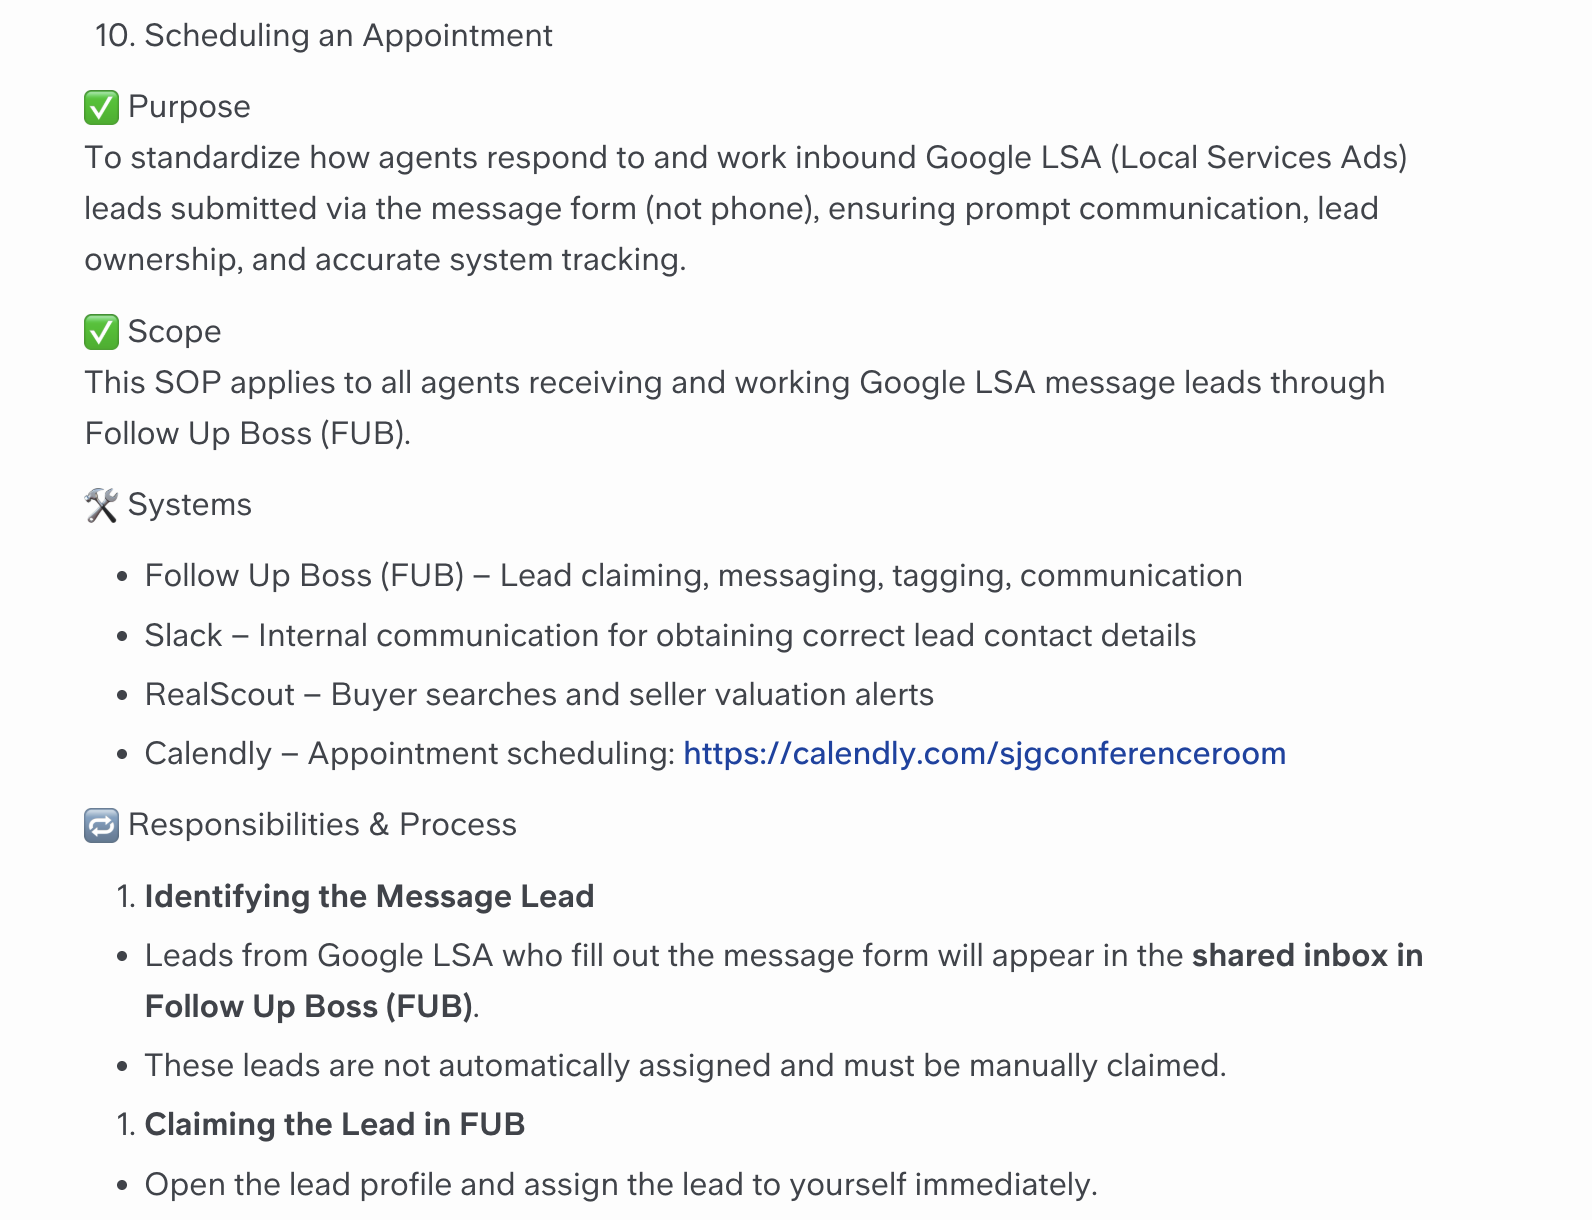 10. Scheduling an Appointment
✅ Purpose
To standardize how agents respond to and work inbound Google LSA (Local Services Ads)
leads submitted via the message form (not phone), ensuring prompt communication, lead
ownership, and accurate system tracking.
✅ Scope
This SOP applies to all agents receiving and working Google LSA message leads through
Follow Up Boss (FUB).
🛠️ Systems
• Follow Up Boss (FUB) – Lead claiming, messaging, tagging, communication
• Slack – Internal communication for obtaining correct lead contact details
• RealScout – Buyer searches and seller valuation alerts
• Calendly – Appointment scheduling: https://calendly.com/sjgconferenceroom
🔁 Responsibilities & Process
1. Identifying the Message Lead
• Leads from Google LSA who fill out the message form will appear in the shared inbox in
Follow Up Boss (FUB).
• These leads are not automatically assigned and must be manually claimed.
1. Claiming the Lead in FUB
• Open the lead profile and assign the lead to yourself immediately.